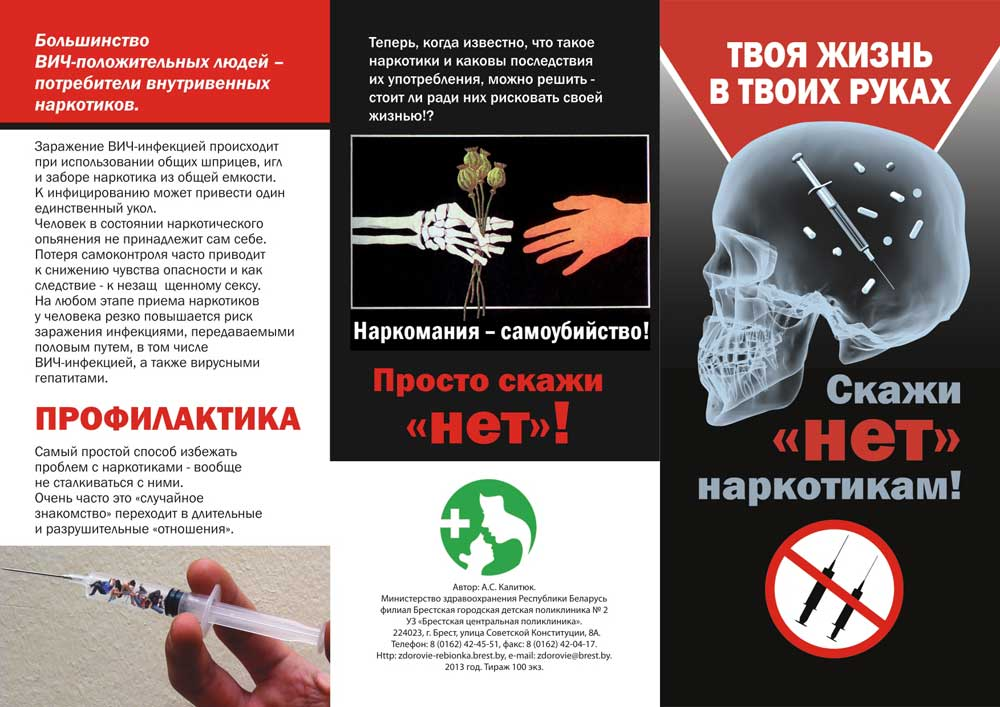 Большинство
ВИЧ-положительных людей –
потребители внутривенных
наркотиков.
Заражение ВИЧ-инфекцией происходит
при использовании общих шприцев, игл
и заборе наркотика из общей емкости.
К инфицированию может привести один
единственный укол.
Человек в состоянии наркотического
опьянения не принадлежит сам себе.
Потеря самоконтроля часто приводит
к снижению чувства опасности и как
следствие - к незащ щенному сексу.
На любом этапе приема наркотиков
у человека резко повышается риск
заражения инфекциями, передаваемыми
половым путем, в том числе
ВИЧ-инфекцией, а также вирусными
гепатитами.
ПРОФИЛАКТИКА
Самый простой способ избежать
проблем с наркотиками - вообще
не сталкиваться с ними.
Очень часто это «случайное
знакомство» переходит в длительные
и разрушительные «отношения».
Теперь, когда известно, что такое
наркотики и каковы последствия
их употребления, можно решить -
стоит ли ради них рисковать своей
жизнью!?
Наркомания – самоубийство!
Просто скажи
«нет»!
Автор: А.С. Калитюк.
Министерство здравоохранения Республики Беларусь
филиал Брестская городская детская поликлиника № 2
УЗ «Брестская центральная поликлиника».
224023, г. Брест, улица Советской Конституции, 8А.
Телефон: 8 (0162) 42-45-51, факс: 8 (0162) 42-04-17.
Http: zdorovie-rebionka.brest.by, e-mail: zdorovie@brest.by.
2013 год. Тираж 100 экз.
ТВОЯ ЖИЗНЬ
В ТВОИХ РУКАХ
Скажи
«нет»
наркотикам!